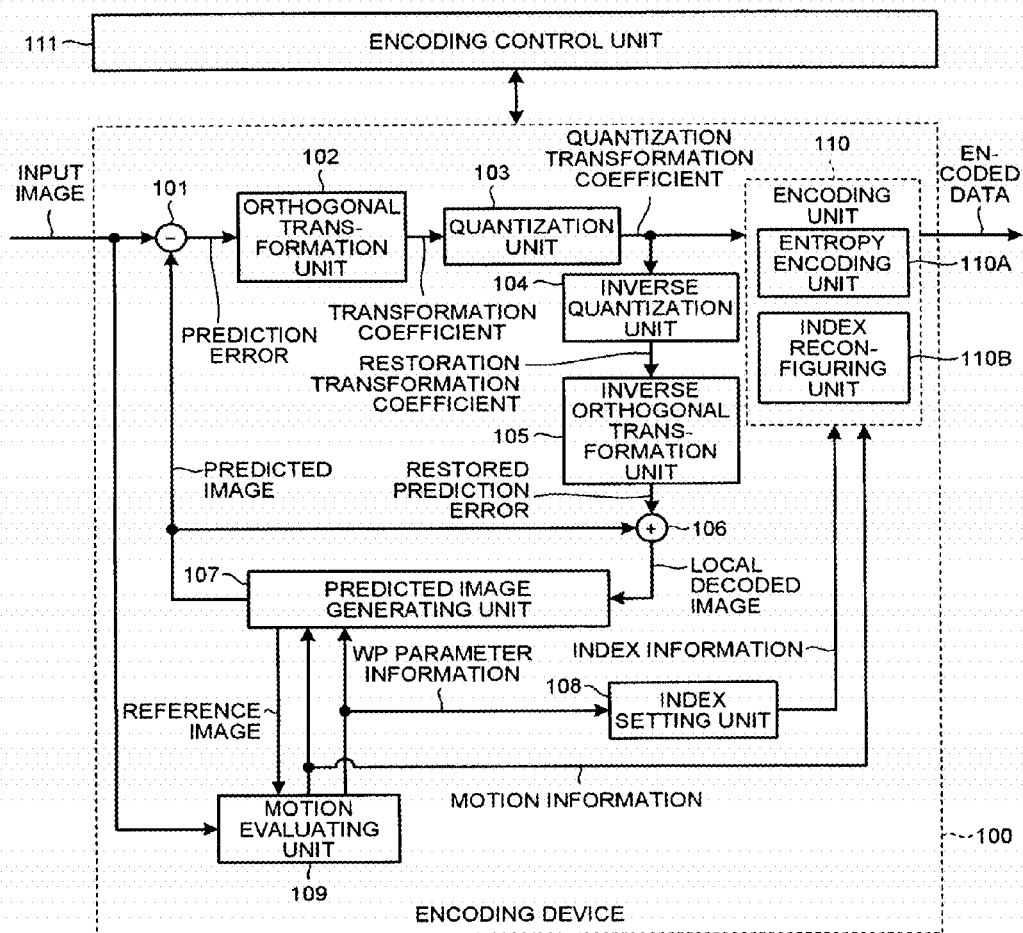 111
ENCODING CONTROL UNIT
INPUT
IMAGE
101
102
ORTHOGONAL
TRANS-
FORMATION
UNIT
103
QUANTIZATION
UNIT
QUANTIZATION
TRANSFORMATION
COEFFICIENT
110
ENCODING
UNIT
EN-
CODED
DATA
ENTROPY
ENCODING
UNIT
110A
INDEX
RECON-
FIGURING
UNIT
110B
−
PREDICTION
ERROR
TRANSFORMATION
COEFFICIENT
104
INVERSE
QUANTIZATION
UNIT
RESTORATION
TRANSFORMATION
COEFFICIENT
105
INVERSE
ORTHOGONAL
TRANS-
FORMATION
UNIT
PREDICTED
IMAGE
RESTORED
PREDICTION
ERROR
+
106
107
PREDICTED IMAGE
GENERATING UNIT
LOCAL
DECODED
IMAGE
WP PARAMETER
INFORMATION
INDEX INFORMATION
108
INDEX
SETTING UNIT
REFERENCE
IMAGE
MOTION INFORMATION
MOTION
EVALUATING
UNIT
109
100
ENCODING DEVICE